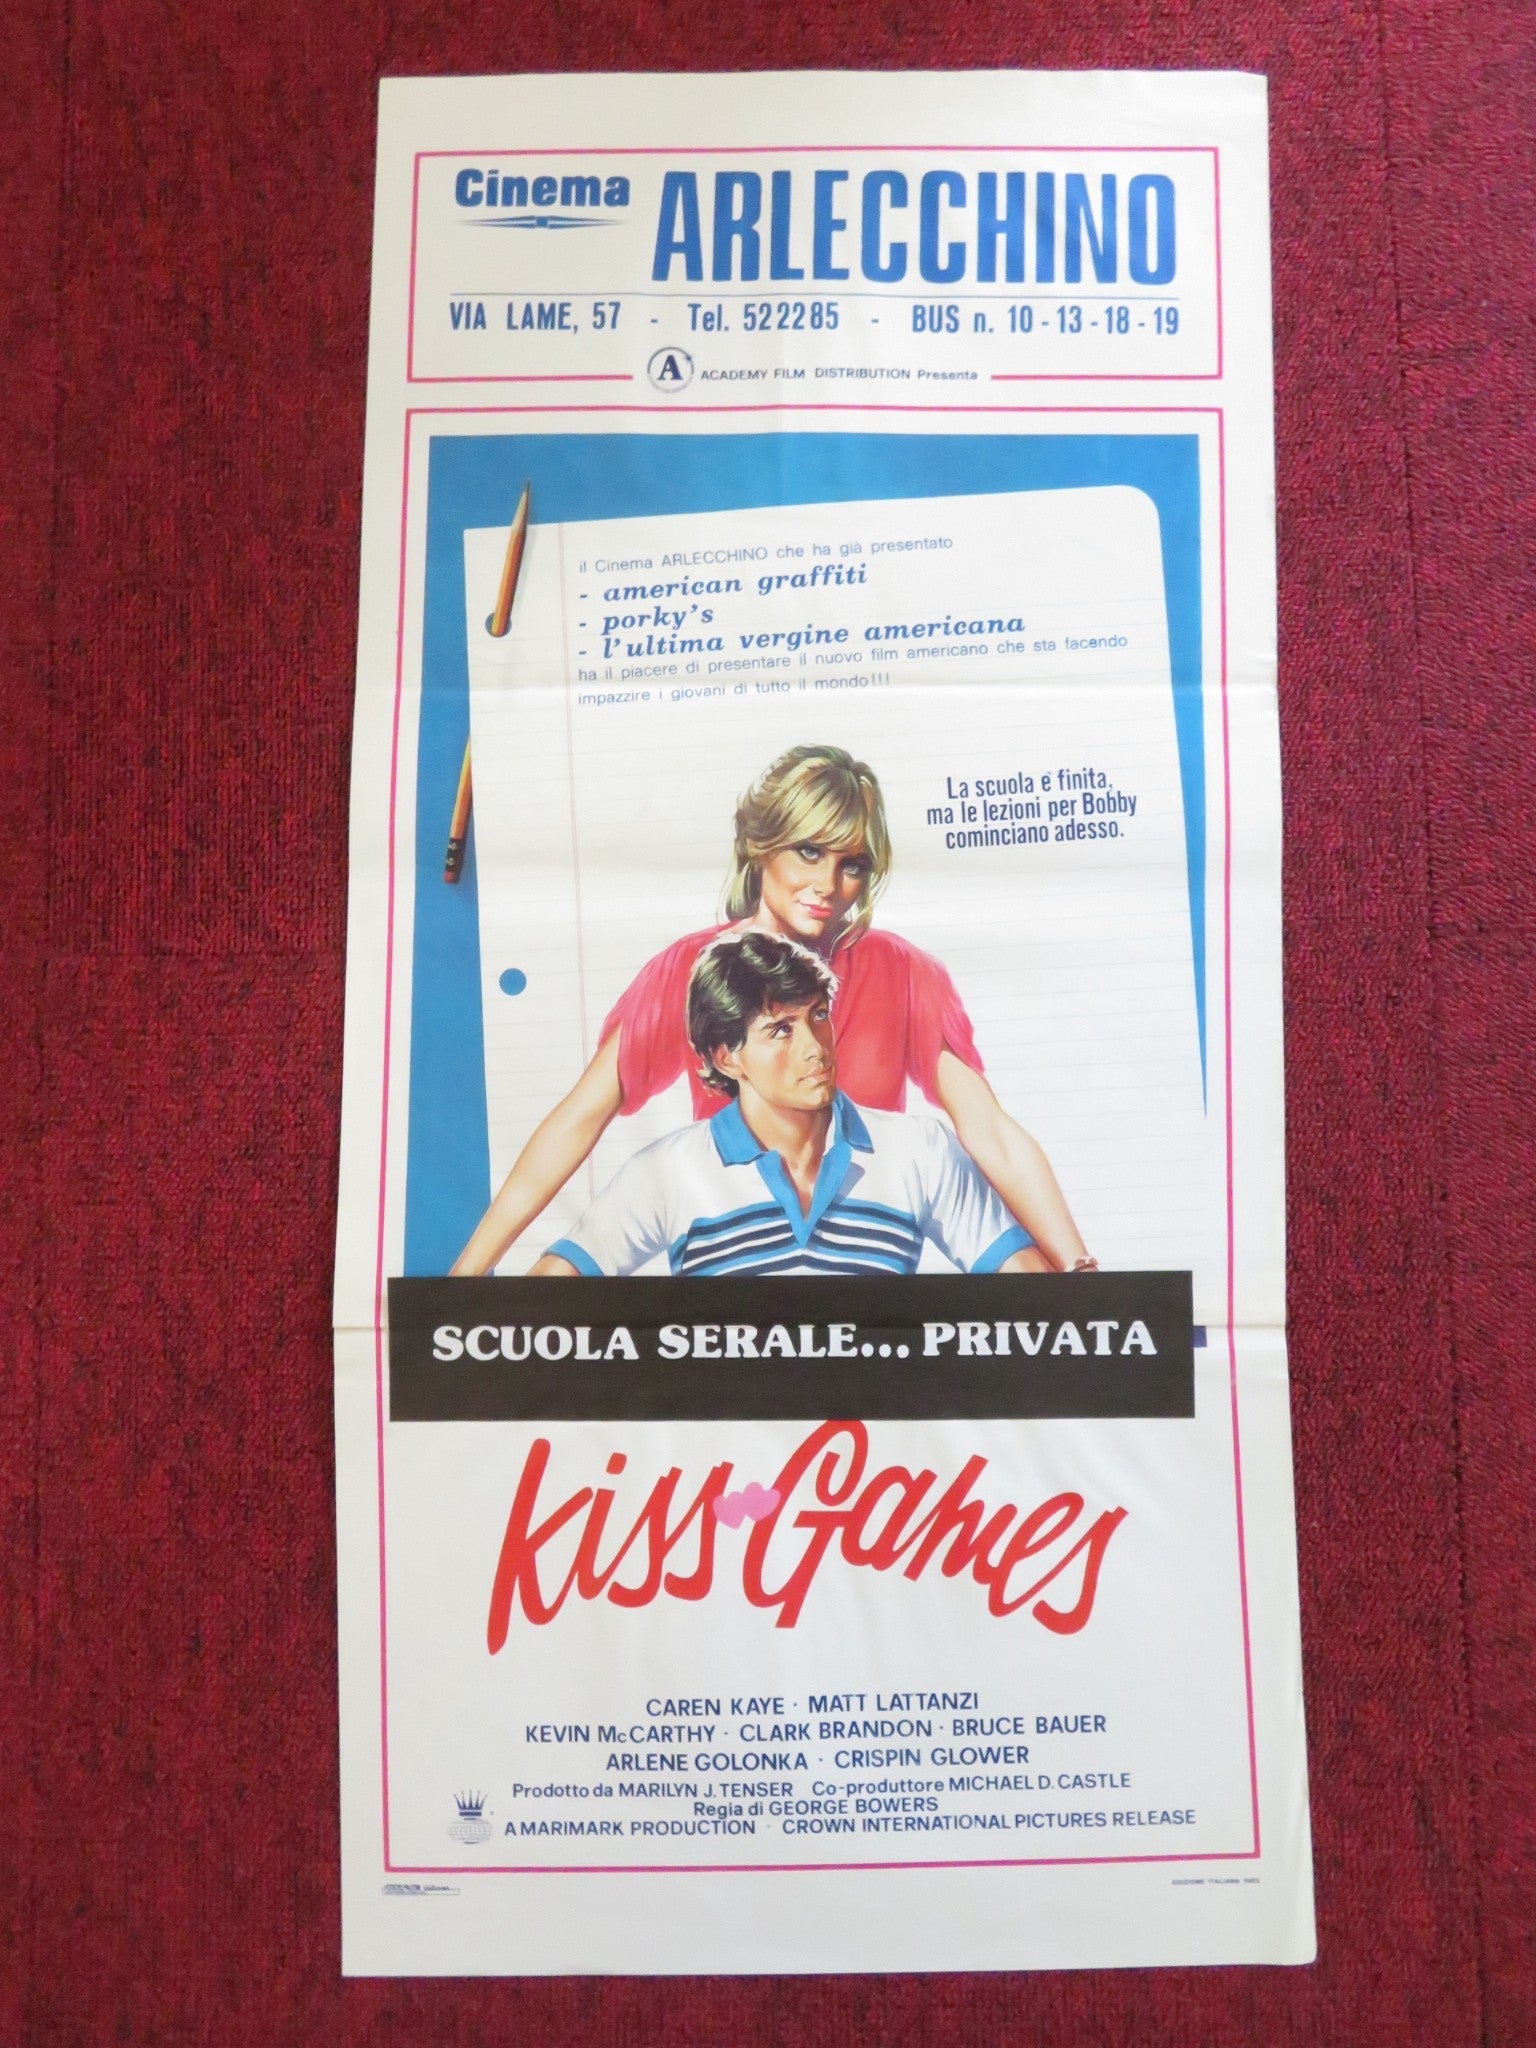 Cinema
ARLECCHINO
VIA LAME, 57 - Tel. 522285 - BUS n. 10 - 13 - 18 - 19
A ACADEMY FILM DISTRIBUTION Presenta
il Cinema ARLECCHINO che ha già presentato
- american graffiti
- porky's
- l'ultima vergine americana
ha il piacere di presentare il nuovo film americano che sta facendo
impazzire i giovani di tutto il mondo!!!
La scuola è finita,
ma le lezioni per Bobby
cominciano adesso.
SCUOLA SERALE... PRIVATA
Kiss Games
CAREN KAYE · MATT LATTANZI
KEVIN McCARTHY · CLARK BRANDON · BRUCE BAUER
ARLENE GOLONKA · CRISPIN GLOWER
Prodotto da MARILYN J. TENSER Co-produttore MICHAEL D. CASTLE
Regia di GEORGE BOWERS
A MARIMARK PRODUCTION · CROWN INTERNATIONAL PICTURES RELEASE
EDIZIONE ITALIANA